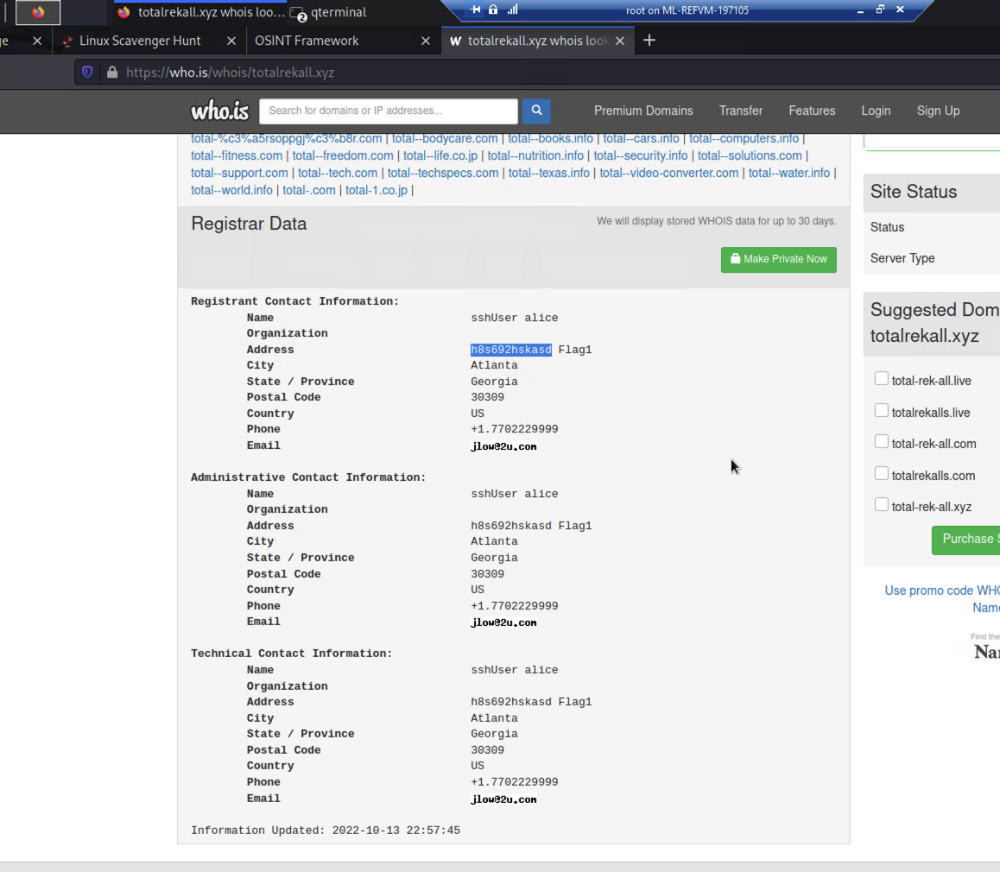 totalrekall.xyz whois loo...
2
qterminal
root on ML-REFVM-197105
Linux Scavenger Hunt
OSINT Framework
W totalrekall.xyz whois look
https://who.is/whois/totalrekall.xyz
who.is
Search for domains or IP addresses...
Premium Domains
Transfer
Features
Login
Sign Up
total-%c3%a5rsoppgj%c3%b8r.com | total--bodycare.com | total--books.info | total--cars.info | total--computers.info |
total--fitness.com | total--freedom.com | total--life.co.jp | total--nutrition.info | total--security.info | total--solutions.com |
total--support.com | total--tech.com | total--techspecs.com | total--texas.info | total--video-converter.com | total--water.info |
total--world.info | total-.com | total-1.co.jp |
Registrar Data
We will display stored WHOIS data for up to 30 days.
Make Private Now
Registrant Contact Information:
Name sshUser alice
Organization
Address h8s692hskasd Flag1
City Atlanta
State / Province Georgia
Postal Code 30309
Country US
Phone +1.7702229999
Email jlow@2u.com
Administrative Contact Information:
Name sshUser alice
Organization
Address h8s692hskasd Flag1
City Atlanta
State / Province Georgia
Postal Code 30309
Country US
Phone +1.7702229999
Email jlow@2u.com
Technical Contact Information:
Name sshUser alice
Organization
Address h8s692hskasd Flag1
City Atlanta
State / Province Georgia
Postal Code 30309
Country US
Phone +1.7702229999
Email jlow@2u.com
Information Updated: 2022-10-13 22:57:45
Site Status
Status
Server Type
Suggested Dom
totalrekall.xyz
total-rek-all.live
totalrekalls.live
total-rek-all.com
totalrekalls.com
total-rek-all.xyz
Purchase S
Use promo code WHO
Name
Find the
Nar